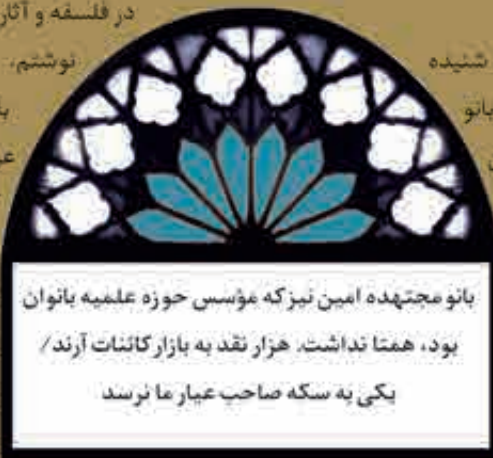 در فلسفه و آثار
شنیده
نوشتم،
بانو
بانو مجتهده امین نیز که مؤسس حوزه علمیه بانوان
بود، همتا نداشت. هزار نقد به بازار کائنات آرند/
یکی به سکه صاحب عیار ما نرسد